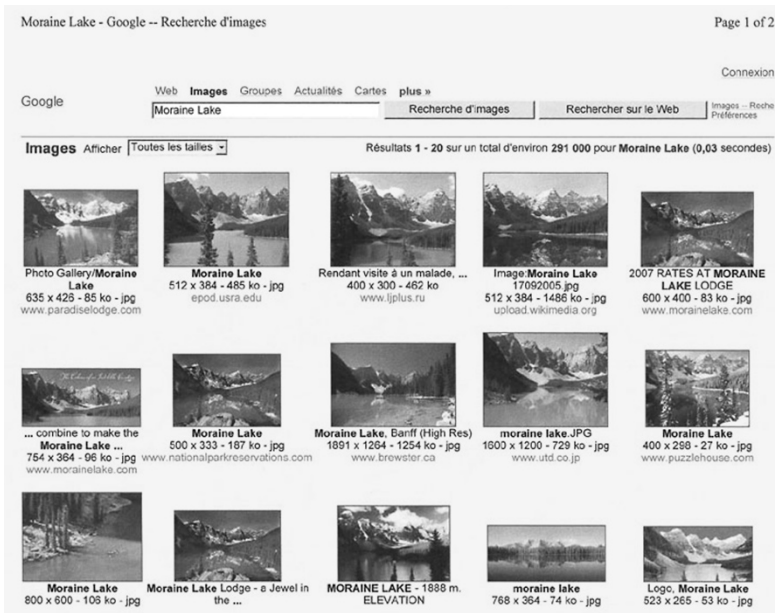 Moraine Lake - Google -- Recherche d'images Page 1 of 2
Connexion
Web Images Groupes Actualités Cartes plus »
Google Moraine Lake Recherche d'images Rechercher sur le Web Images -- Reche
Préférences
Images Afficher Toutes les tailles Résultats 1 - 20 sur un total d'environ 291 000 pour Moraine Lake (0,03 secondes)
Photo Gallery/Moraine
Lake
635 x 426 - 85 ko - jpg
www.paradiselodge.com
Moraine Lake
512 x 384 - 485 ko - jpg
epod.usra.edu
Rendant visite à un malade, ...
400 x 300 - 462 ko
www.ljplus.ru
Image:Moraine Lake
17092005.jpg
512 x 384 - 1486 ko - jpg
upload.wikimedia.org
2007 RATES AT MORAINE
LAKE LODGE
600 x 400 - 83 ko - jpg
www.morainelake.com
... combine to make the
Moraine Lake ...
754 x 364 - 96 ko - jpg
www.morainelake.com
Moraine Lake
500 x 333 - 187 ko - jpg
www.nationalparkreservations.com
Moraine Lake, Banff (High Res)
1891 x 1264 - 1254 ko - jpg
www.brewster.ca
moraine lake.JPG
1600 x 1200 - 729 ko - jpg
www.utd.co.jp
Moraine Lake
400 x 298 - 27 ko - jpg
www.puzzlehouse.com
Moraine Lake
800 x 600 - 106 ko - jpg
Moraine Lake Lodge - a Jewel in
the ...
MORAINE LAKE - 1888 m.
ELEVATION
moraine lake
768 x 364 - 74 ko - jpg
Logo, Moraine Lake
523 x 265 - 53 ko - jpg